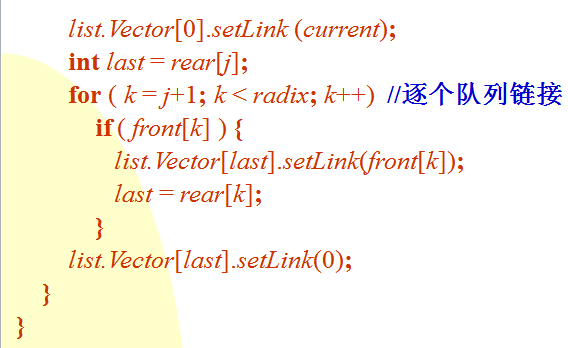 list.Vector[0].setLink (current);
int last = rear[j];
for ( k = j+1; k < radix; k++) //逐个队列链接
if ( front[k] ) {
list.Vector[last].setLink(front[k]);
last = rear[k];
}
list.Vector[last].setLink(0);
}
}